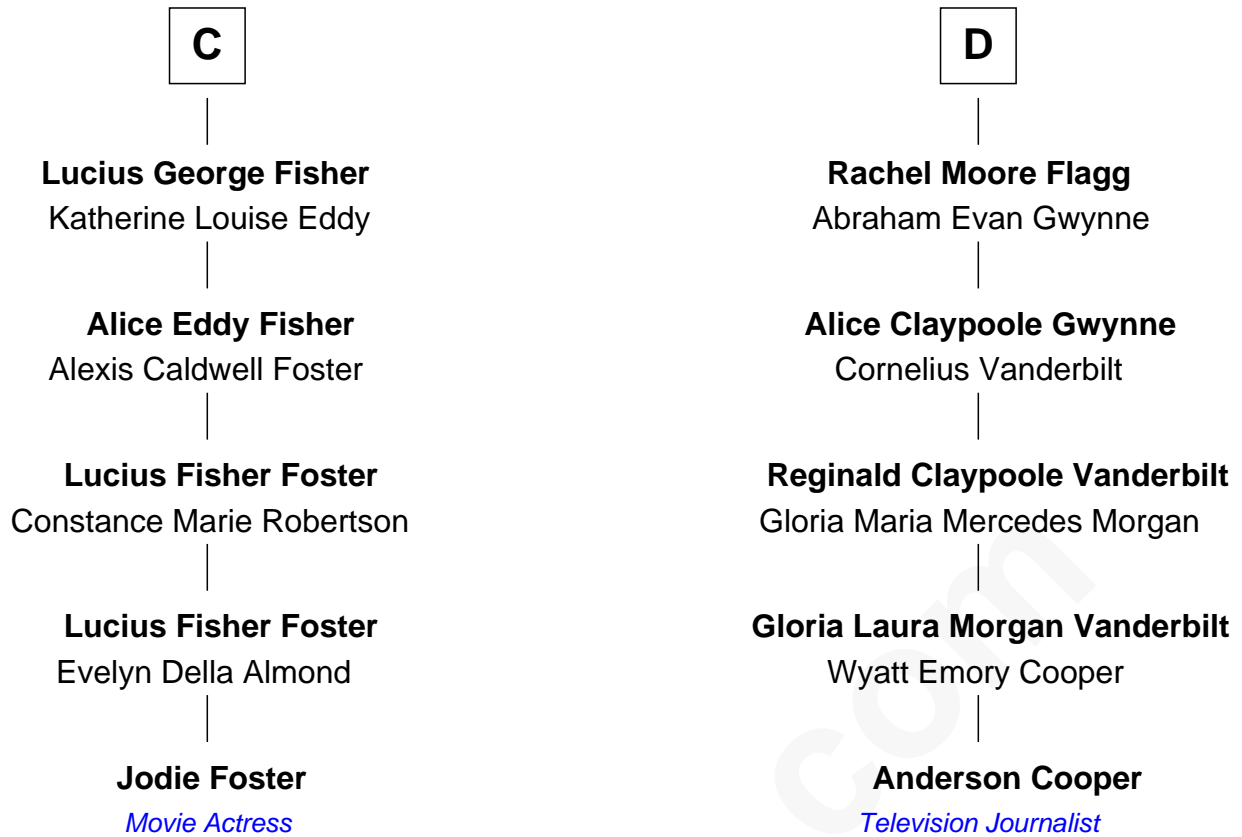 C
Lucius George Fisher
Katherine Louise Eddy
Alice Eddy Fisher
Alexis Caldwell Foster
Lucius Fisher Foster
Constance Marie Robertson
Lucius Fisher Foster
Evelyn Della Almond
Jodie Foster
Movie Actress
D
Rachel Moore Flagg
Abraham Evan Gwynne
Alice Claypoole Gwynne
Cornelius Vanderbilt
Reginald Claypoole Vanderbilt
Gloria Maria Mercedes Morgan
Gloria Laura Morgan Vanderbilt
Wyatt Emory Cooper
Anderson Cooper
Television Journalist
com